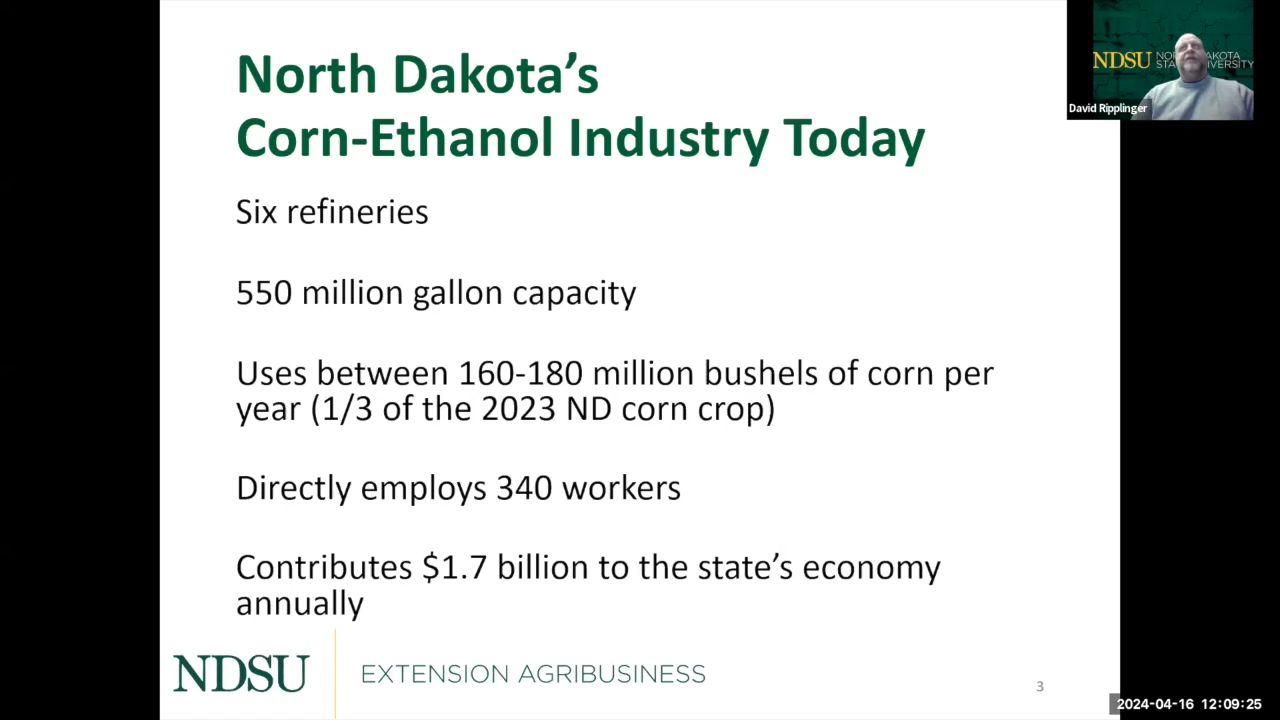 North Dakota's
Corn-Ethanol Industry Today
Six refineries
550 million gallon capacity
Uses between 160-180 million bushels of corn per
year (1/3 of the 2023 ND corn crop)
Directly employs 340 workers
Contributes $1.7 billion to the state's economy
annually
NDSU
EXTENSION AGRIBUSINESS
3
NDSU
David Ripplinger
2024-04-16 12:09:25